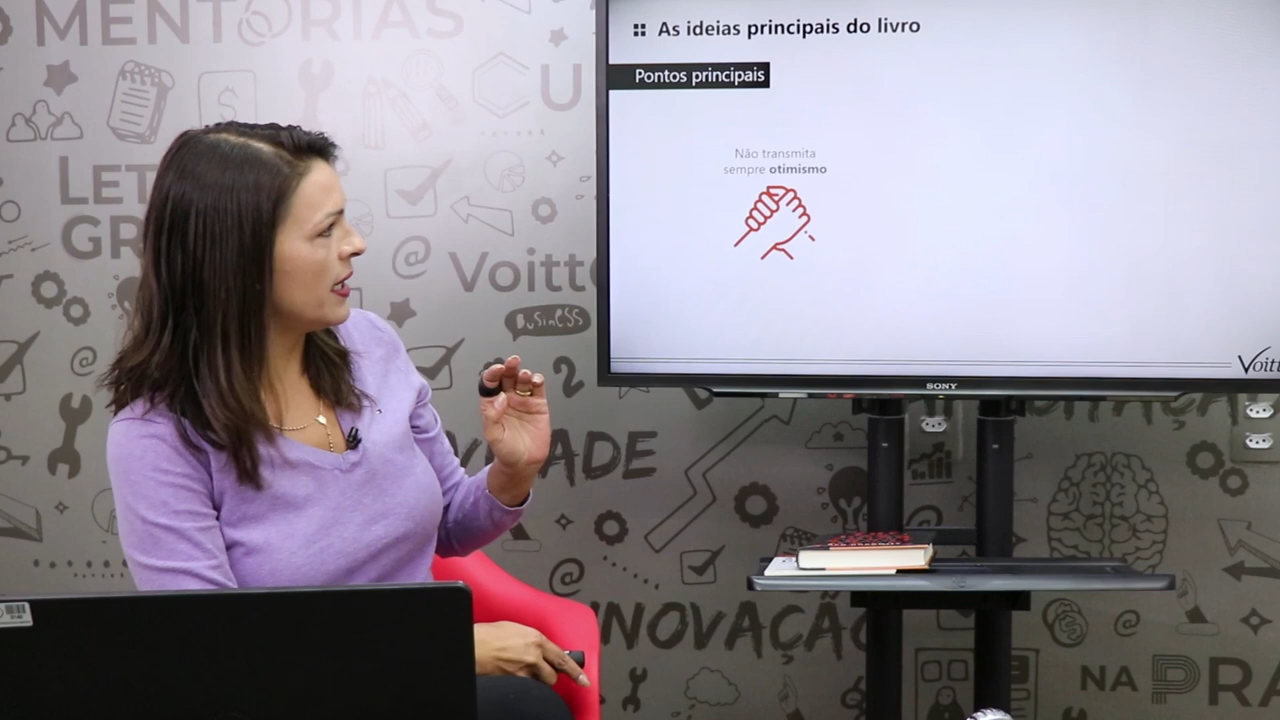 MENTORIAS
As ideias principais do livro
Pontos principais
Não transmita
sempre otimismo
LET
GR
Voitt
BUSINESS
2
Voitt
SONY
ADE
INOVAÇÃO
NA PRA